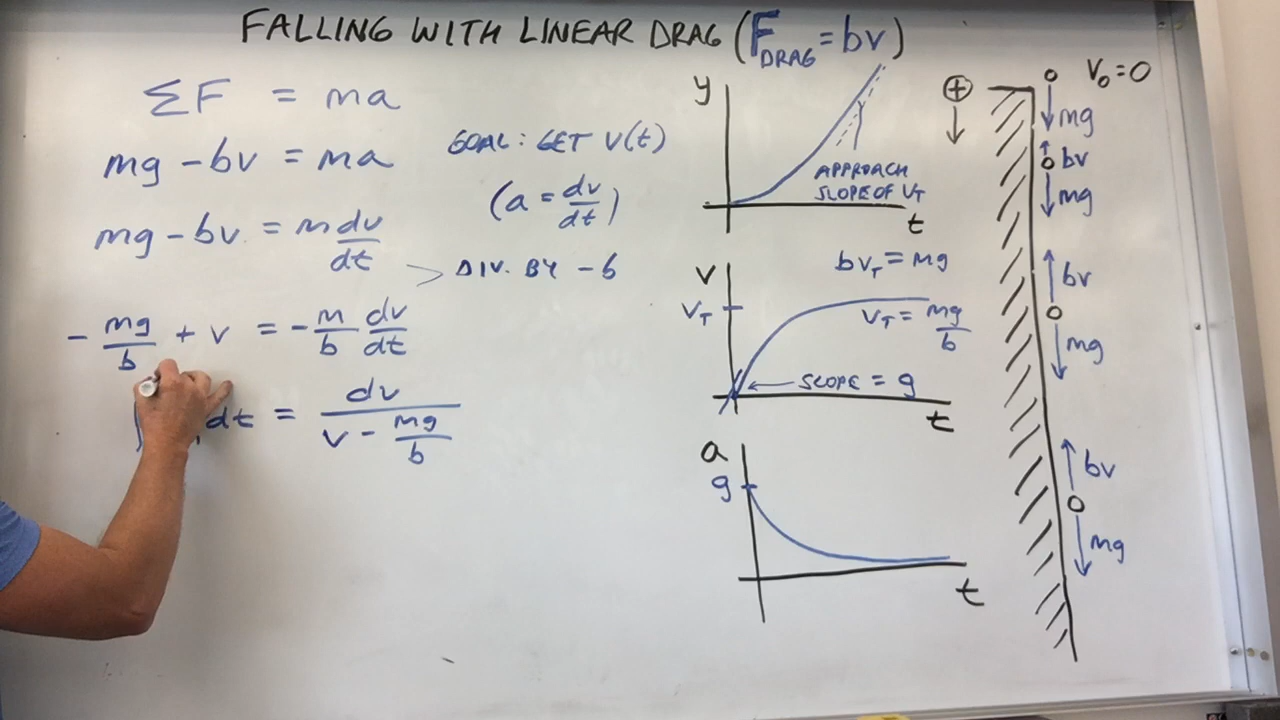 FALLING WITH LINEAR DRAG (F_DRAG = bv)
ΣF = ma
mg - bv = ma
GOAL: GET V(t)
(a = dv/dt)
mg - bv = m dv/dt
DIV. BY -b
- mg/b + v = - m/b dv/dt
dt = dv / (v - mg/b)
y
APPROACH
SLOPE OF V_T
t
v
V_T
bv_T = mg
V_T = mg/b
SLOPE = g
t
a
g
t
+
V_0 = 0
mg
bv
mg
bv
mg
bv
mg